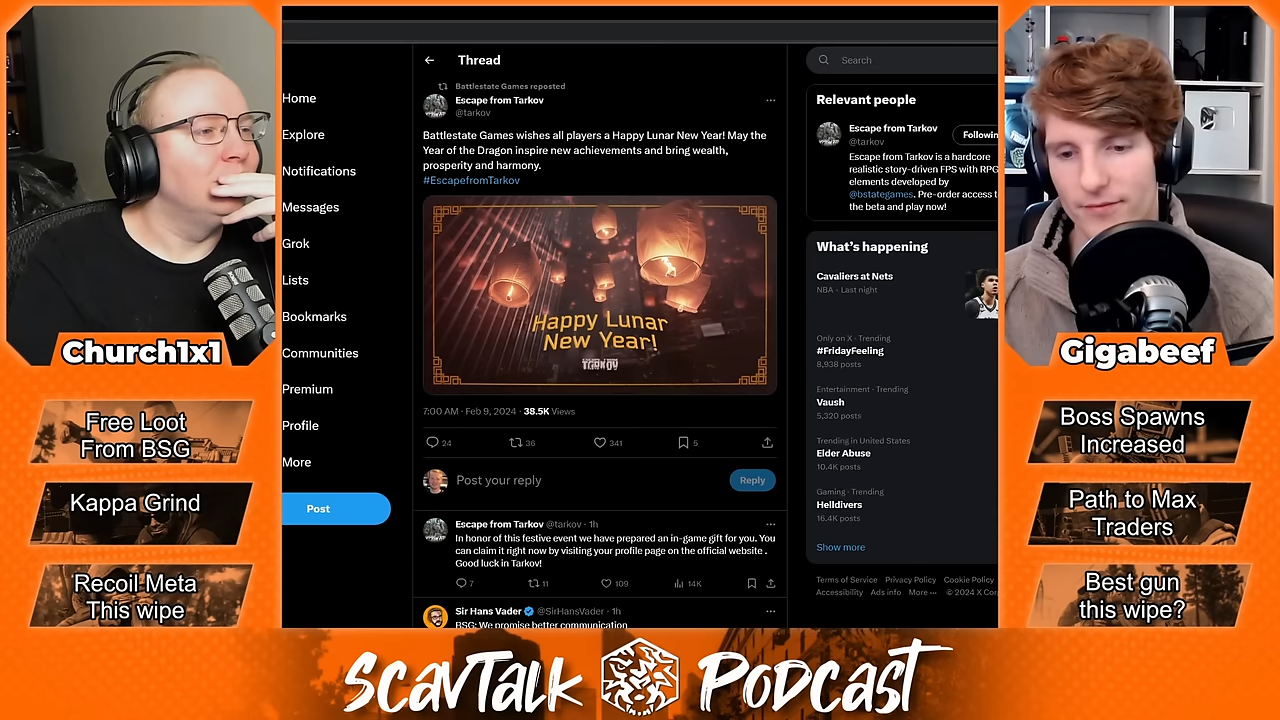 Home
Explore
Notifications
Messages
Grok
Lists
Bookmarks
Communities
Premium
Profile
More
Post
Thread
Battlestate Games reposted
Escape from Tarkov
@tarkov
Battlestate Games wishes all players a Happy Lunar New Year! May the
Year of the Dragon inspire new achievements and bring wealth,
prosperity and harmony.
#EscapefromTarkov
Happy Lunar
New Year!
TARKOV
7:00 AM · Feb 9, 2024 · 38.5K Views
24 36 341 5
Post your reply
Reply
Escape from Tarkov @tarkov · 1h
In honor of this festive event we have prepared an in-game gift for you. You
can claim it right now by visiting your profile page on the official website .
Good luck in Tarkov!
7 11 109 14K
Sir Hans Vader @SirHansVader · 1h
BSG: We promise better communication
Search
Relevant people
Escape from Tarkov
@tarkov
Followin
Escape from Tarkov is a hardcore
realistic story-driven FPS with RPG
elements developed by
@bstategames. Pre-order access t
the beta and play now!
What's happening
Cavaliers at Nets
NBA · Last night
Only on X · Trending
#FridayFeeling
8,938 posts
Entertainment · Trending
Vaush
5,320 posts
Trending in United States
Elder Abuse
10.4K posts
Gaming · Trending
Helldivers
16.4K posts
Show more
Terms of Service Privacy Policy Cookie Policy
Accessibility Ads info More ··· © 2024 X Corp
Church1x1
Free Loot
From BSG
Kappa Grind
Recoil Meta
This wipe
Gigabeef
Boss Spawns
Increased
Path to Max
Traders
Best gun
this wipe?
ScavTalk Podcast